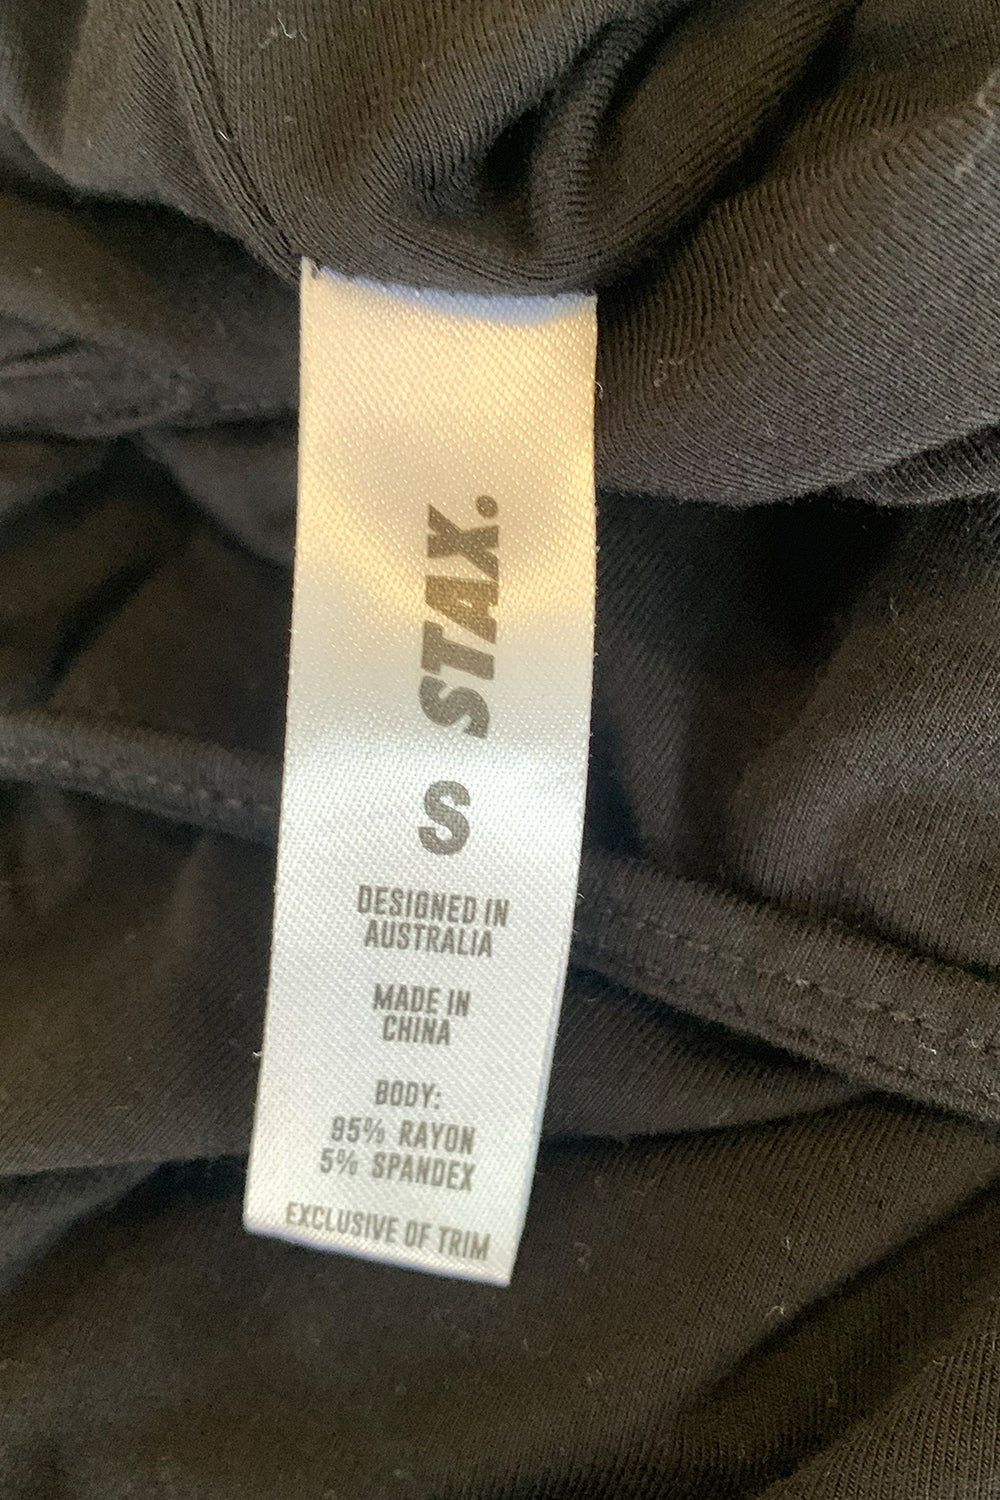 STAX.
S
DESIGNED IN
AUSTRALIA
MADE IN
CHINA
BODY:
95% RAYON
5% SPANDEX
EXCLUSIVE OF TRIM